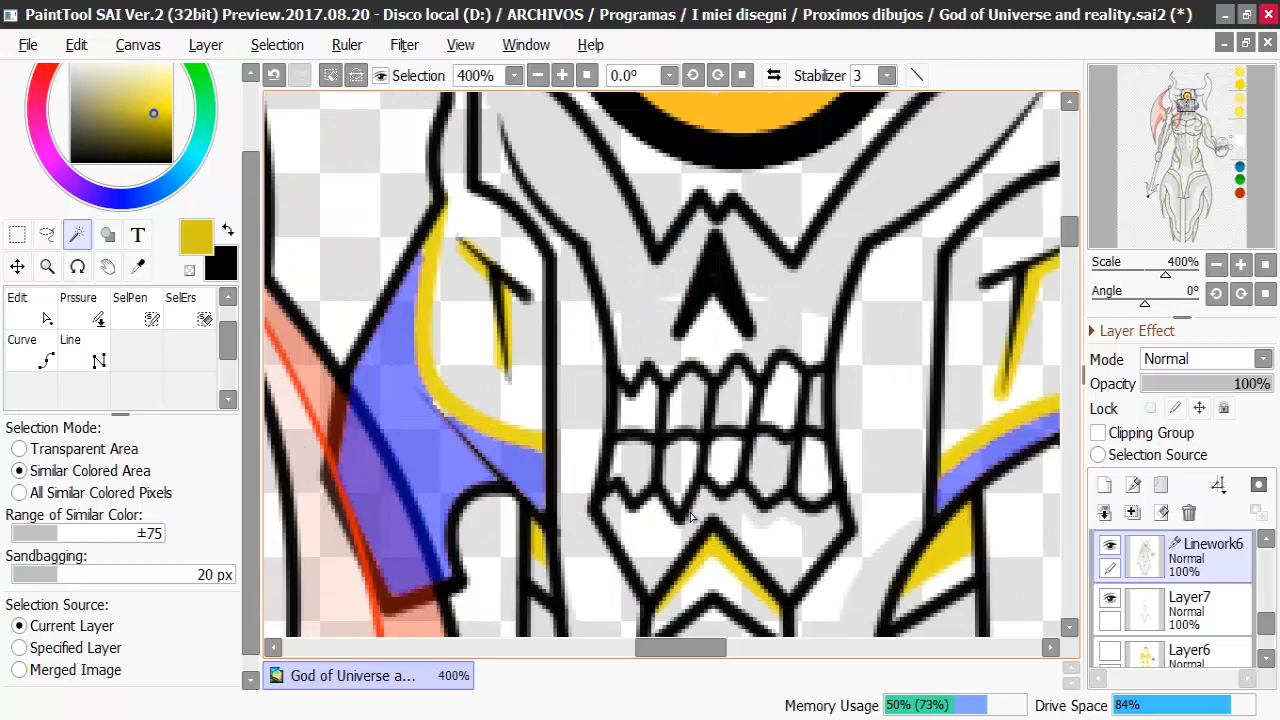 PaintTool SAI Ver.2 (32bit) Preview.2017.08.20 - Disco local (D:) / ARCHIVOS / Programas / I miei disegni / Proximos dibujos / God of Universe and reality.sai2 (*)
File Edit Canvas Layer Selection Ruler Filter View Window Help
Selection 400% 0.0° Stabilizer 3
T
Edit Prssure SelPen SelErs
Curve Line
Selection Mode:
Transparent Area
Similar Colored Area
All Similar Colored Pixels
Range of Similar Color:
±75
Sandbagging:
20 px
Selection Source:
Current Layer
Specified Layer
Merged Image
Scale 400%
Angle 0°
Layer Effect
Mode Normal
Opacity 100%
Lock
Clipping Group
Selection Source
Linework6
Normal
100%
Layer7
Normal
100%
Layer6
Normal
God of Universe a... 400%
Memory Usage 50% (73%) Drive Space 84%